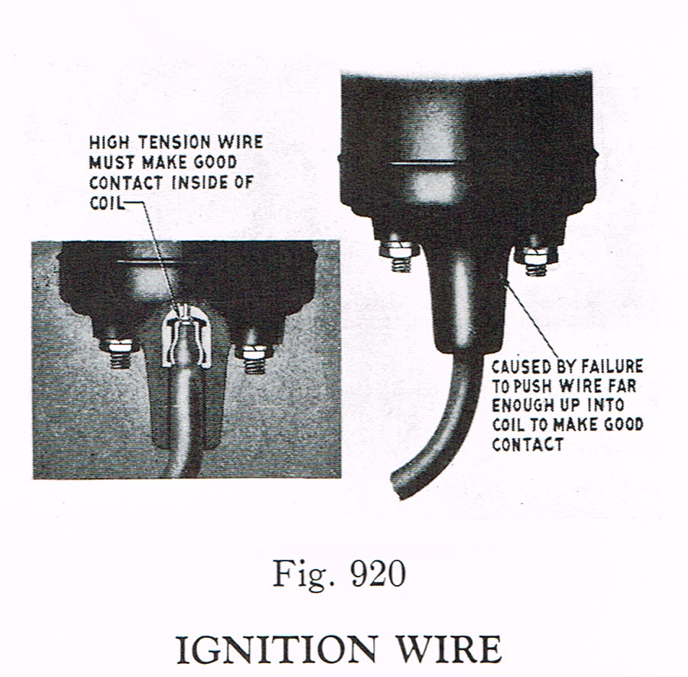 HIGH TENSION WIRE
MUST MAKE GOOD
CONTACT INSIDE OF
COIL
CAUSED BY FAILURE
TO PUSH WIRE FAR
ENOUGH UP INTO
COIL TO MAKE GOOD
CONTACT
Fig. 920
IGNITION WIRE